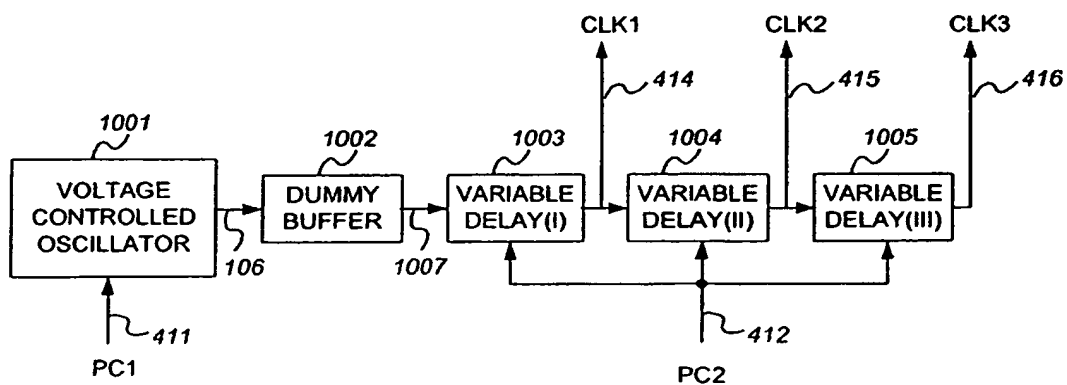 CLK1
CLK2
CLK3
414
415
416
1001
1002
1003
1004
1005
VOLTAGE
CONTROLLED
OSCILLATOR
DUMMY
BUFFER
VARIABLE
DELAY(I)
VARIABLE
DELAY(II)
VARIABLE
DELAY(III)
106
1007
411
412
PC1
PC2